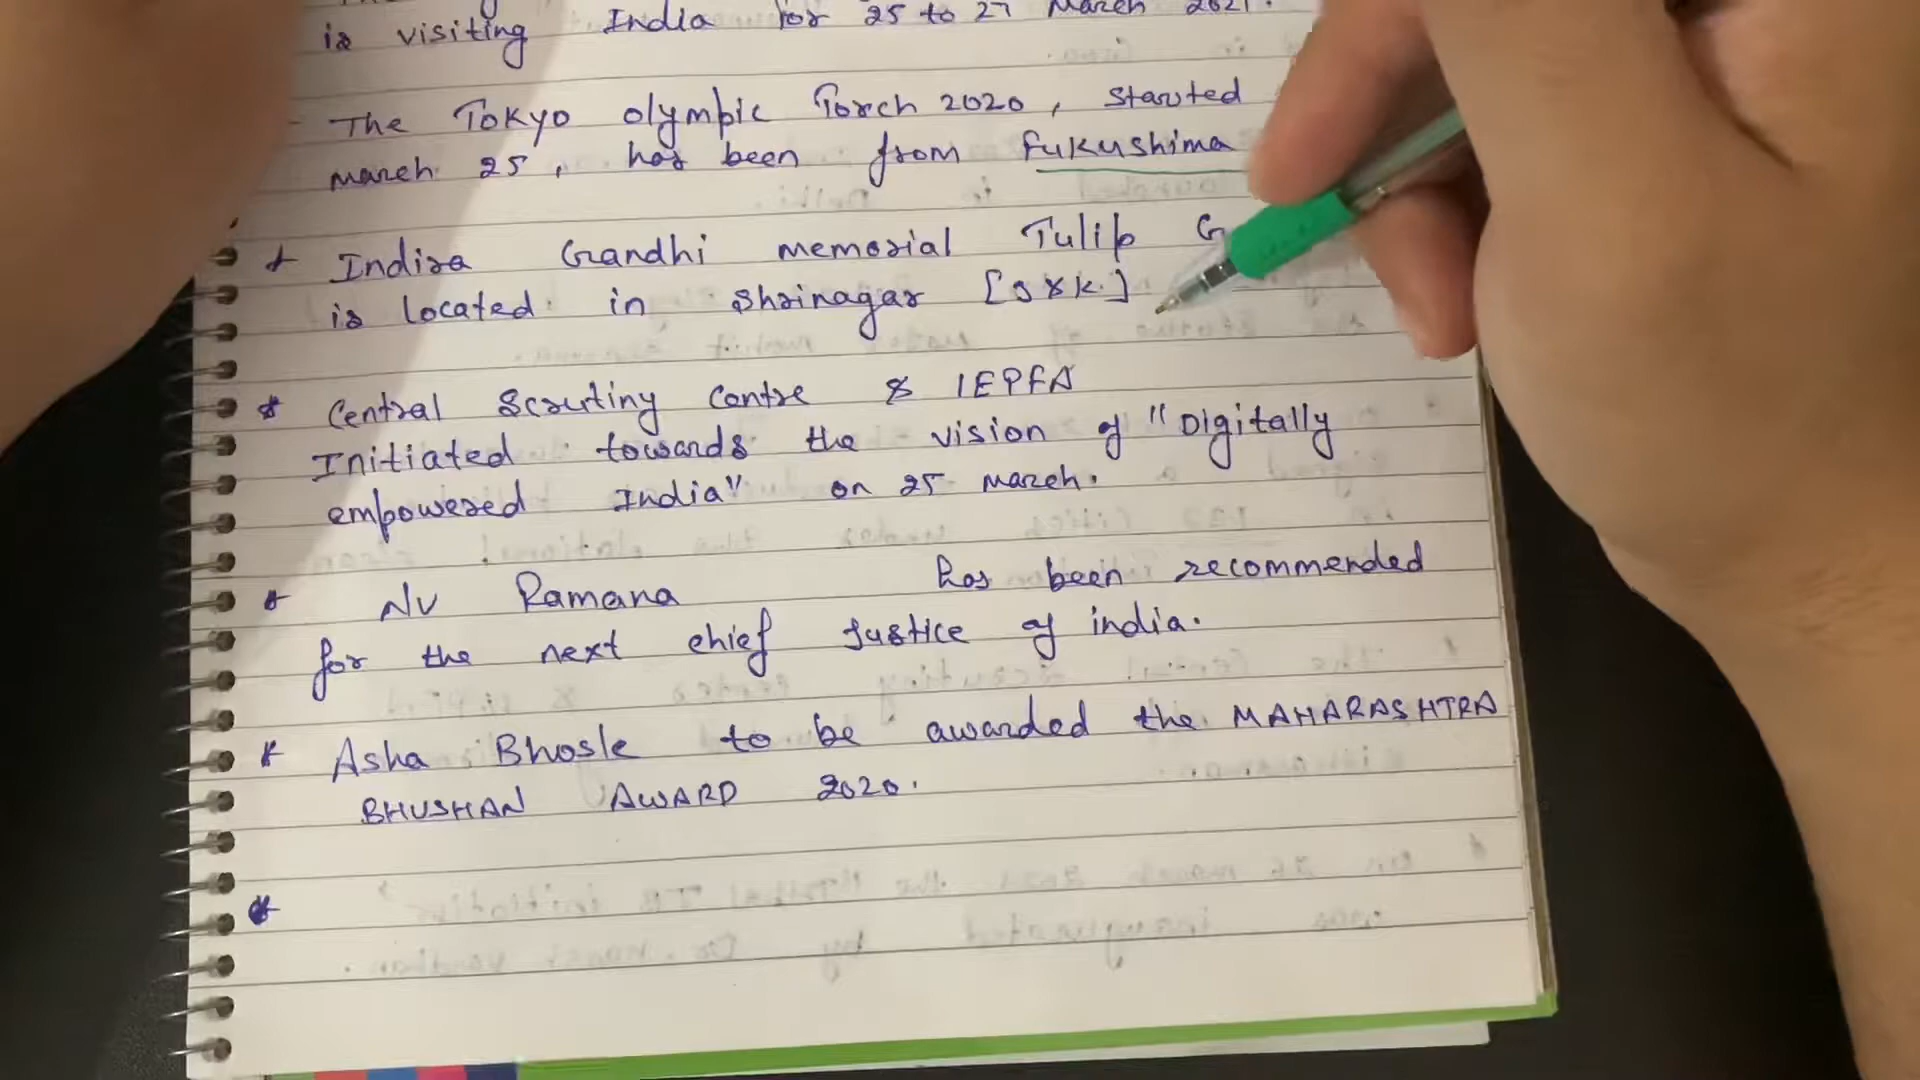 is visiting India for 25 to 27 March 2021.
- The Tokyo olympic Torch 2020, started
march 25, has been from fukushima
* Indira Gandhi memorial Tulip G
is located in Shrinagar [J&K]
* Central Scrutiny Centre & IEPFA
Initiated towards the vision of "Digitally
empowered India" on 25 march.
* NV Ramana has been recommended
for the next chief Justice of india.
* Asha Bhosle to be awarded the MAHARASHTRA
BHUSHAN AWARD 2020.
*